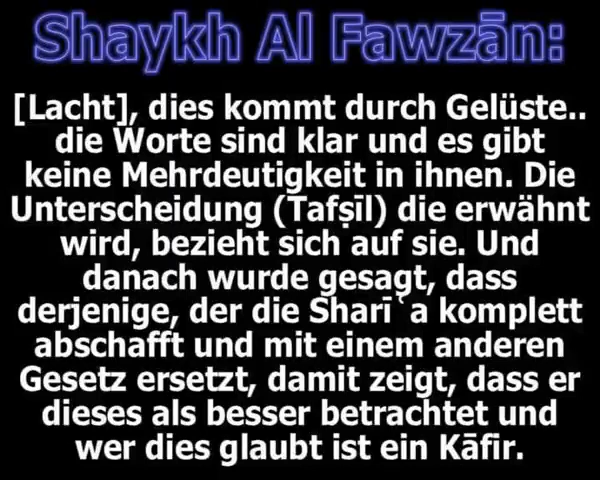 Shaykh Al Fawzān:
[Lacht], dies kommt durch Gelüste..
die Worte sind klar und es gibt
keine Mehrdeutigkeit in ihnen. Die
Unterscheidung (Tafṣīl) die erwähnt
wird, bezieht sich auf sie. Und
danach wurde gesagt, dass
derjenige, der die Sharīʿa komplett
abschafft und mit einem anderen
Gesetz ersetzt, damit zeigt, dass er
dieses als besser betrachtet und
wer dies glaubt ist ein Kāfir.